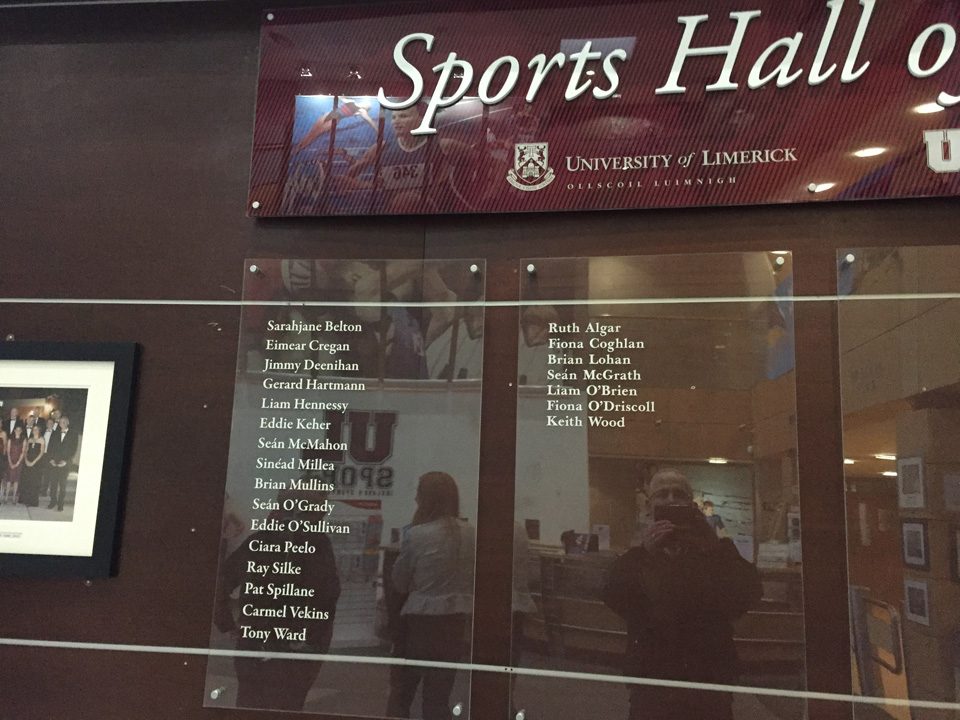 Sports Hall o
UNIVERSITY of LIMERICK
OLLSCOIL LUIMNIGH
U
346
Sarahjane Belton
Eimear Cregan
Jimmy Deenihan
Gerard Hartmann
Liam Hennessy
Eddie Keher
Seán McMahon
Sinéad Millea
Brian Mullins
Seán O'Grady
Eddie O'Sullivan
Ciara Peelo
Ray Silke
Pat Spillane
Carmel Vekins
Tony Ward
Ruth Algar
Fiona Coghlan
Brian Lohan
Seán McGrath
Liam O'Brien
Fiona O'Driscoll
Keith Wood
U
SPO